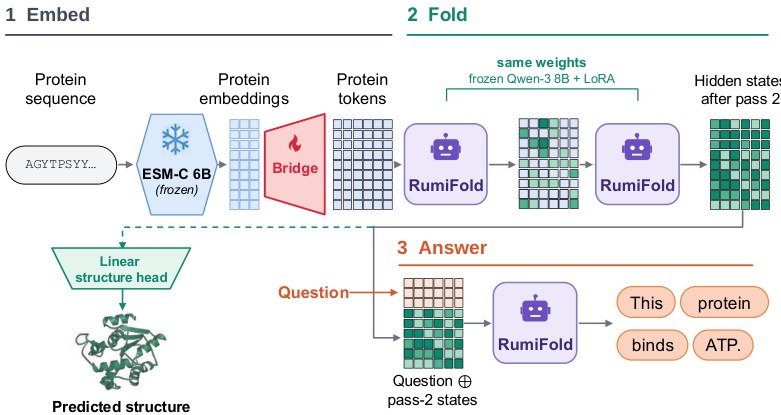 1 Embed
2 Fold
same weights
frozen Qwen-3 8B + LoRA
Protein
sequence
Protein
embeddings
Protein
tokens
Hidden states
after pass 2
AGYTPSYY...
ESM-C 6B
(frozen)
Bridge
RumiFold
RumiFold
Linear
structure head
3 Answer
Question
RumiFold
This
protein
binds
ATP.
Question ⊕
pass-2 states
Predicted structure